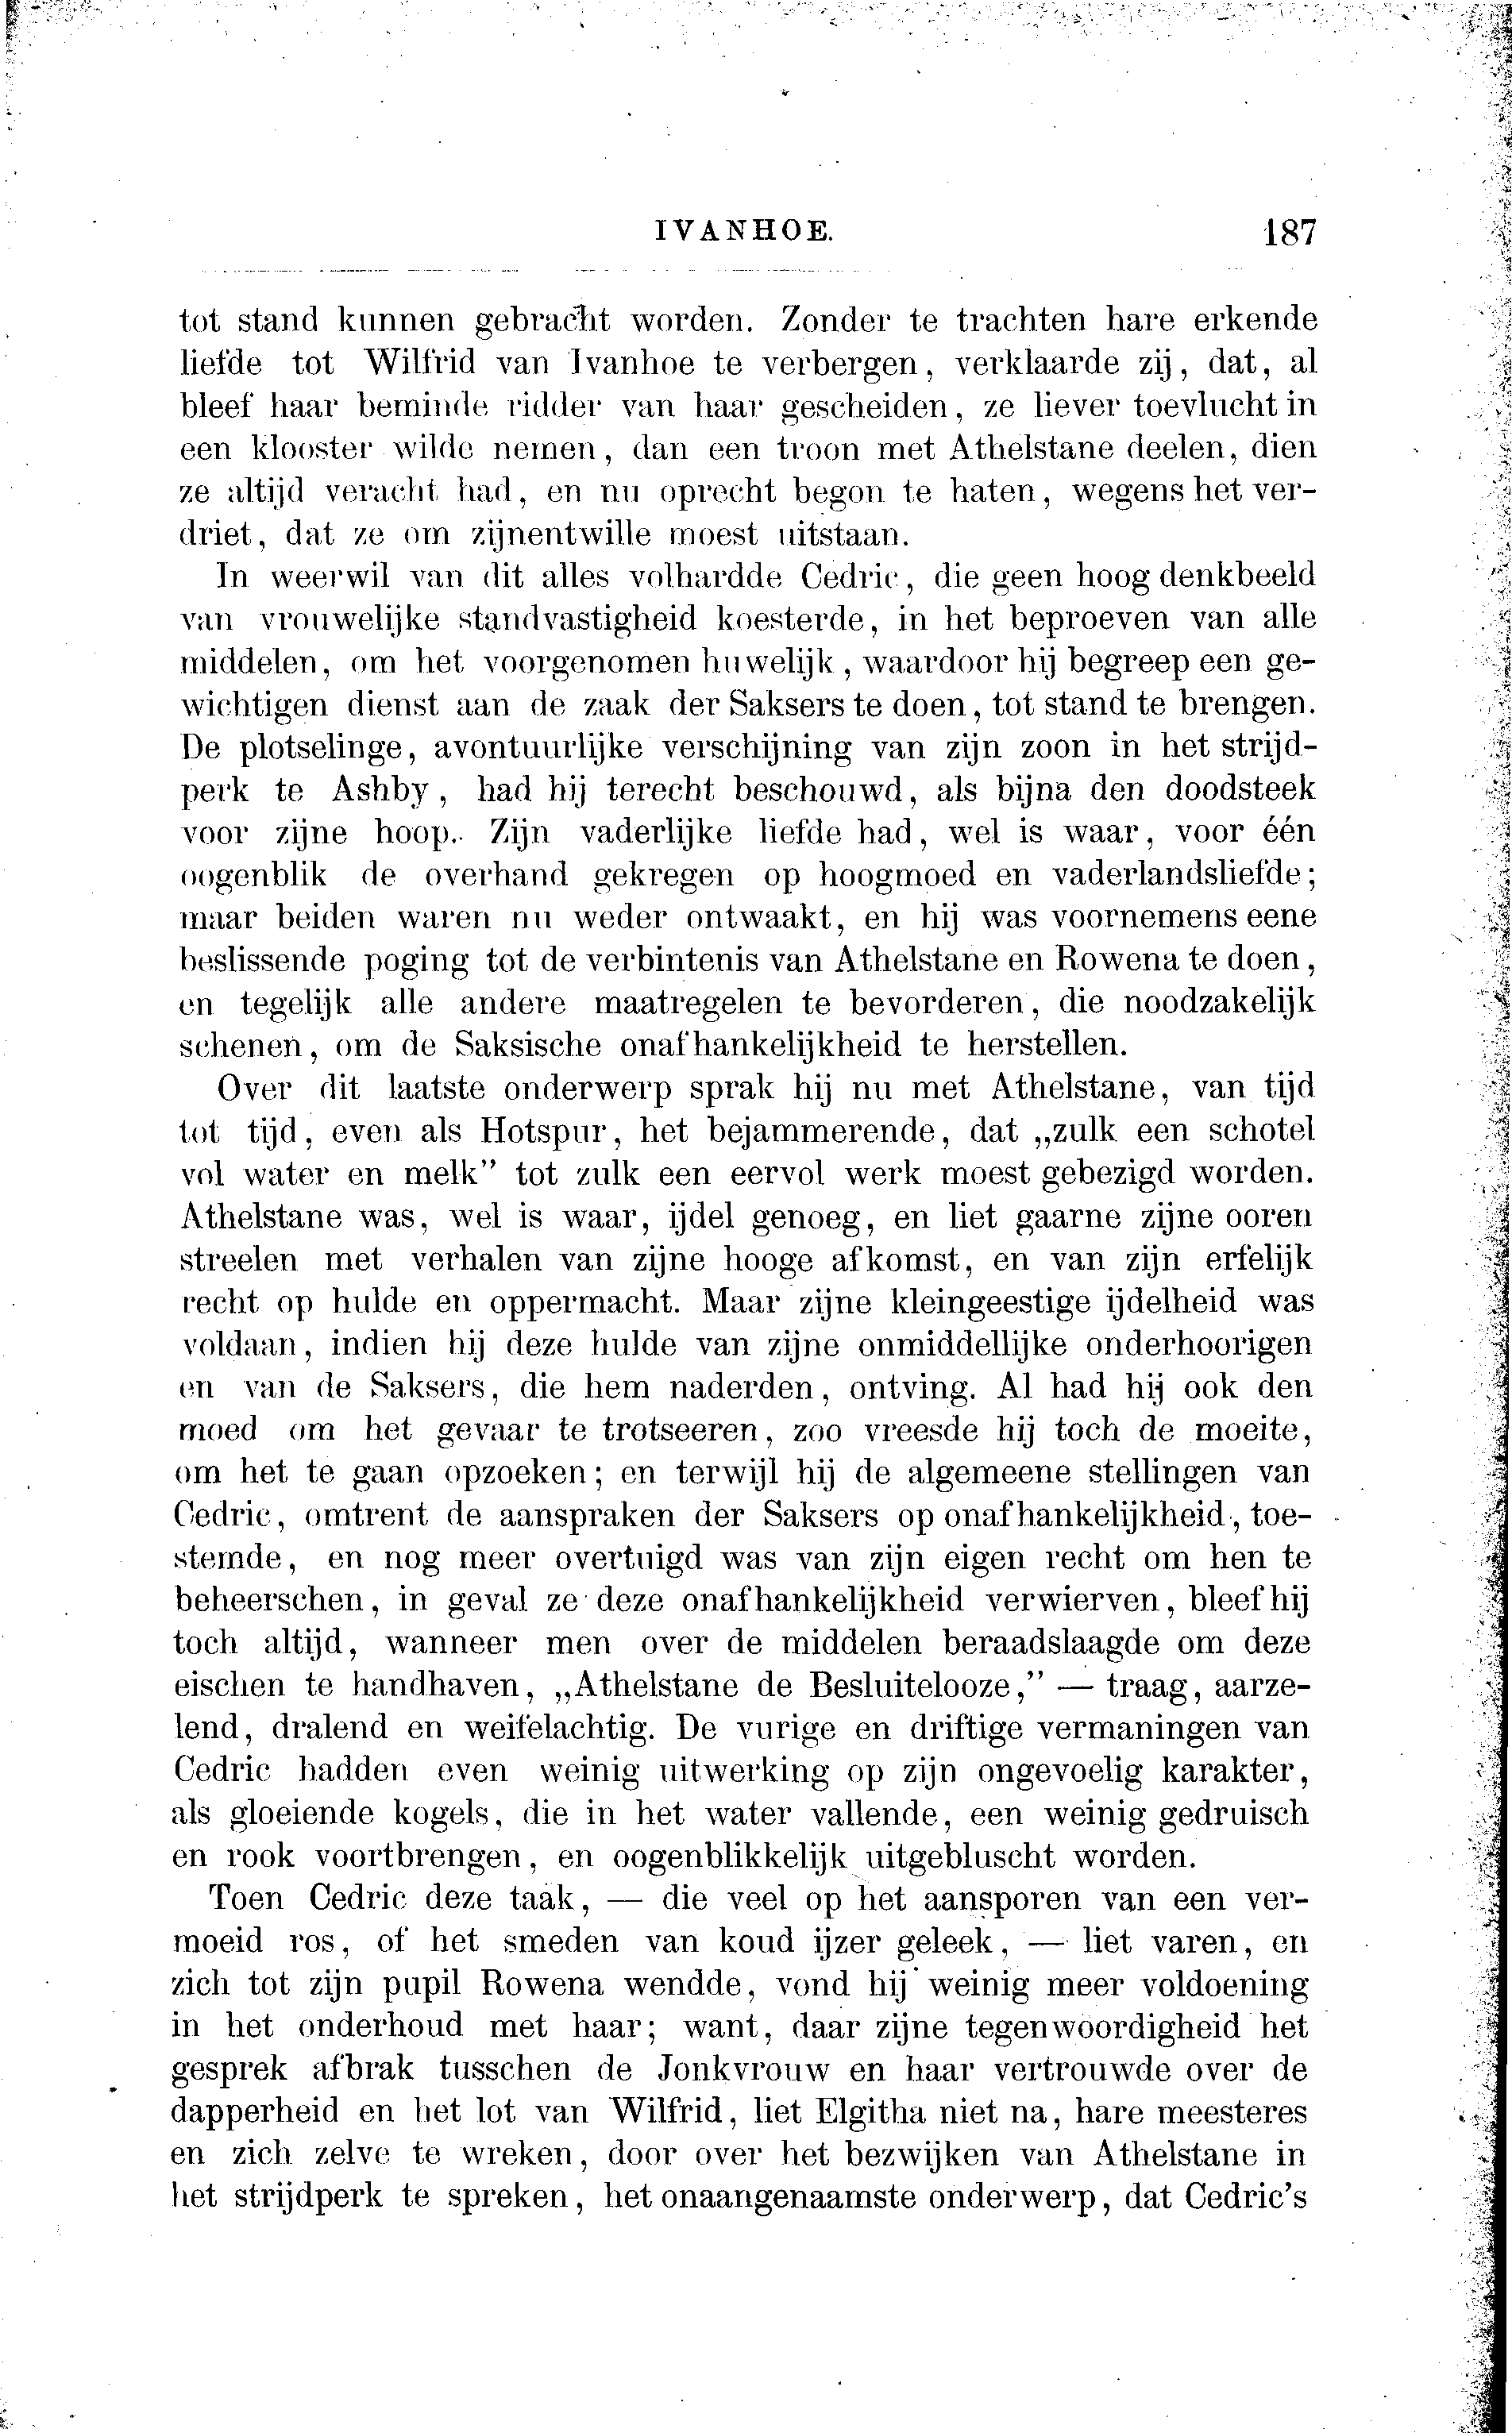 IVANHOE. 187
tot stand kunnen gebracht worden. Zonder te trachten hare erkende
liefde tot Wilfrid van Ivanhoe te verbergen, verklaarde zij, dat, al
bleef haar beminde ridder van haar gescheiden, ze liever toevlucht in
een klooster wilde nemen, dan een troon met Athelstane deelen, dien
ze altijd veracht had, en nu oprecht begon te haten, wegens het ver-
driet, dat ze om zijnentwille moest uitstaan.
In weerwil van dit alles volhardde Cedric, die geen hoog denkbeeld
van vrouwelijke standvastigheid koesterde, in het beproeven van alle
middelen, om het voorgenomen huwelijk, waardoor hij begreep een ge-
wichtigen dienst aan de zaak der Saksers te doen, tot stand te brengen.
De plotselinge, avontuurlijke verschijning van zijn zoon in het strijd-
perk te Ashby, had hij terecht beschouwd, als bijna den doodsteek
voor zijne hoop. Zijn vaderlijke liefde had, wel is waar, voor één
oogenblik de overhand gekregen op hoogmoed en vaderlandsliefde;
maar beiden waren nu weder ontwaakt, en hij was voornemens eene
beslissende poging tot de verbintenis van Athelstane en Rowena te doen,
en tegelijk alle andere maatregelen te bevorderen, die noodzakelijk
schenen, om de Saksische onafhankelijkheid te herstellen.
Over dit laatste onderwerp sprak hij nu met Athelstane, van tijd
tot tijd, even als Hotspur, het bejammerende, dat „zulk een schotel
vol water en melk” tot zulk een eervol werk moest gebezigd worden.
Athelstane was, wel is waar, ijdel genoeg, en liet gaarne zijne ooren
streelen met verhalen van zijne hooge afkomst, en van zijn erfelijk
recht op hulde en oppermacht. Maar zijne kleingeestige ijdelheid was
voldaan, indien hij deze hulde van zijne onmiddellijke onderhoorigen
en van de Saksers, die hem naderden, ontving. Al had hij ook den
moed om het gevaar te trotseeren, zoo vreesde hij toch de moeite,
om het te gaan opzoeken; en terwijl hij de algemeene stellingen van
Cedric, omtrent de aanspraken der Saksers op onafhankelijkheid, toe-
stemde, en nog meer overtuigd was van zijn eigen recht om hen te
beheerschen, in geval ze deze onafhankelijkheid verwierven, bleef hij
toch altijd, wanneer men over de middelen beraadslaagde om deze
eischen te handhaven, „Athelstane de Besluitelooze,” — traag, aarze-
lend, dralend en weifelachtig. De vurige en driftige vermaningen van
Cedric hadden even weinig uitwerking op zijn ongevoelig karakter,
als gloeiende kogels, die in het water vallende, een weinig gedruisch
en rook voortbrengen, en oogenblikkelijk uitgebluscht worden.
Toen Cedric deze taak, — die veel op het aansporen van een ver-
moeid ros, of het smeden van koud ijzer geleek, — liet varen, en
zich tot zijn pupil Rowena wendde, vond hij weinig meer voldoening
in het onderhoud met haar; want, daar zijne tegenwoordigheid het
gesprek afbrak tusschen de Jonkvrouw en haar vertrouwde over de
dapperheid en het lot van Wilfrid, liet Elgitha niet na, hare meesteres
en zich zelve te wreken, door over het bezwijken van Athelstane in
het strijdperk te spreken, het onaangenaamste onderwerp, dat Cedric’s